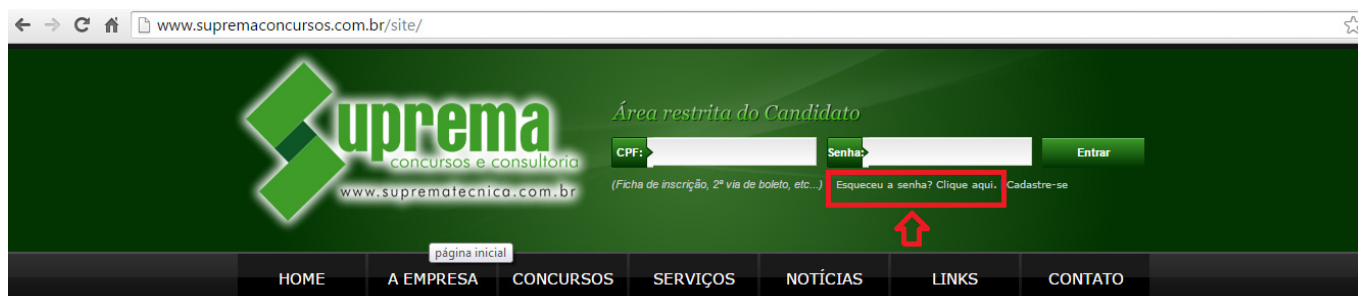 www.supremaconcursos.com.br/site/
Suprema
concursos e consultoria
www.suprematecnica.com.br
Área restrita do Candidato
CPF: Senha: Entrar
(Ficha de inscrição, 2ª via de boleto, etc...) Esqueceu a senha? Clique aqui. Cadastre-se
página inicial
HOME A EMPRESA CONCURSOS SERVIÇOS NOTÍCIAS LINKS CONTATO